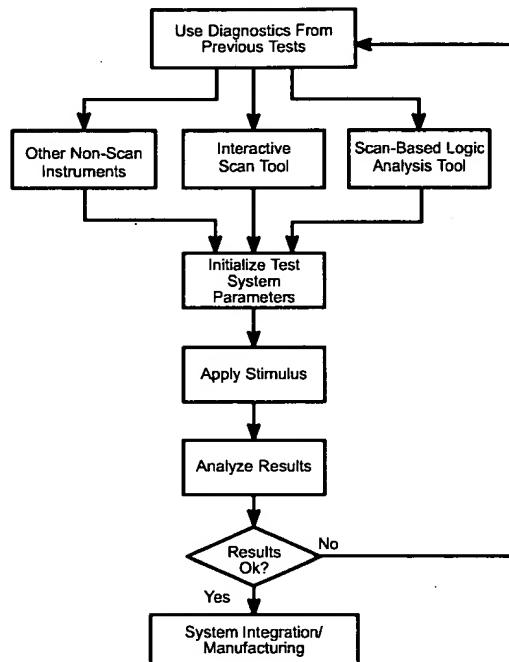 Use Diagnostics From
Previous Tests
Other Non-Scan
Instruments
Interactive
Scan Tool
Scan-Based Logic
Analysis Tool
Initialize Test
System
Parameters
Apply Stimulus
Analyze Results
Results
Ok?
No
Yes
System Integration/
Manufacturing